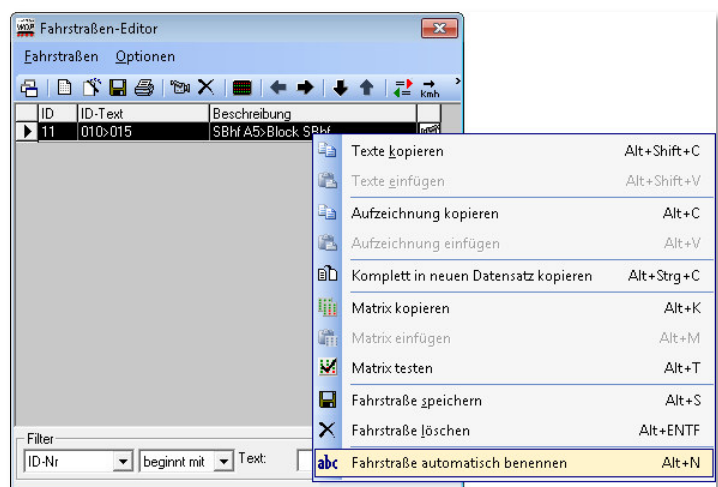 WDP Fahrstraßen-Editor
Fahrstraßen Optionen
Kmh
ID ID-Text Beschreibung
11 010>015 SBhf A5>Block SBhf
Texte kopieren Alt+Shift+C
Texte einfügen Alt+Shift+V
Aufzeichnung kopieren Alt+C
Aufzeichnung einfügen Alt+V
Komplett in neuen Datensatz kopieren Alt+Strg+C
Matrix kopieren Alt+K
Matrix einfügen Alt+M
Matrix testen Alt+T
Fahrstraße speichern Alt+S
Fahrstraße löschen Alt+ENTF
abc Fahrstraße automatisch benennen Alt+N
Filter
ID-Nr beginnt mit Text: